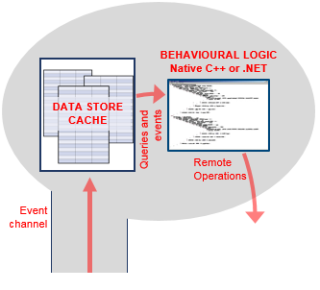 BEHAVIOURAL LOGIC
Native C++ or .NET
DATA STORE
CACHE
Queries and
events
Remote
Operations
Event
channel